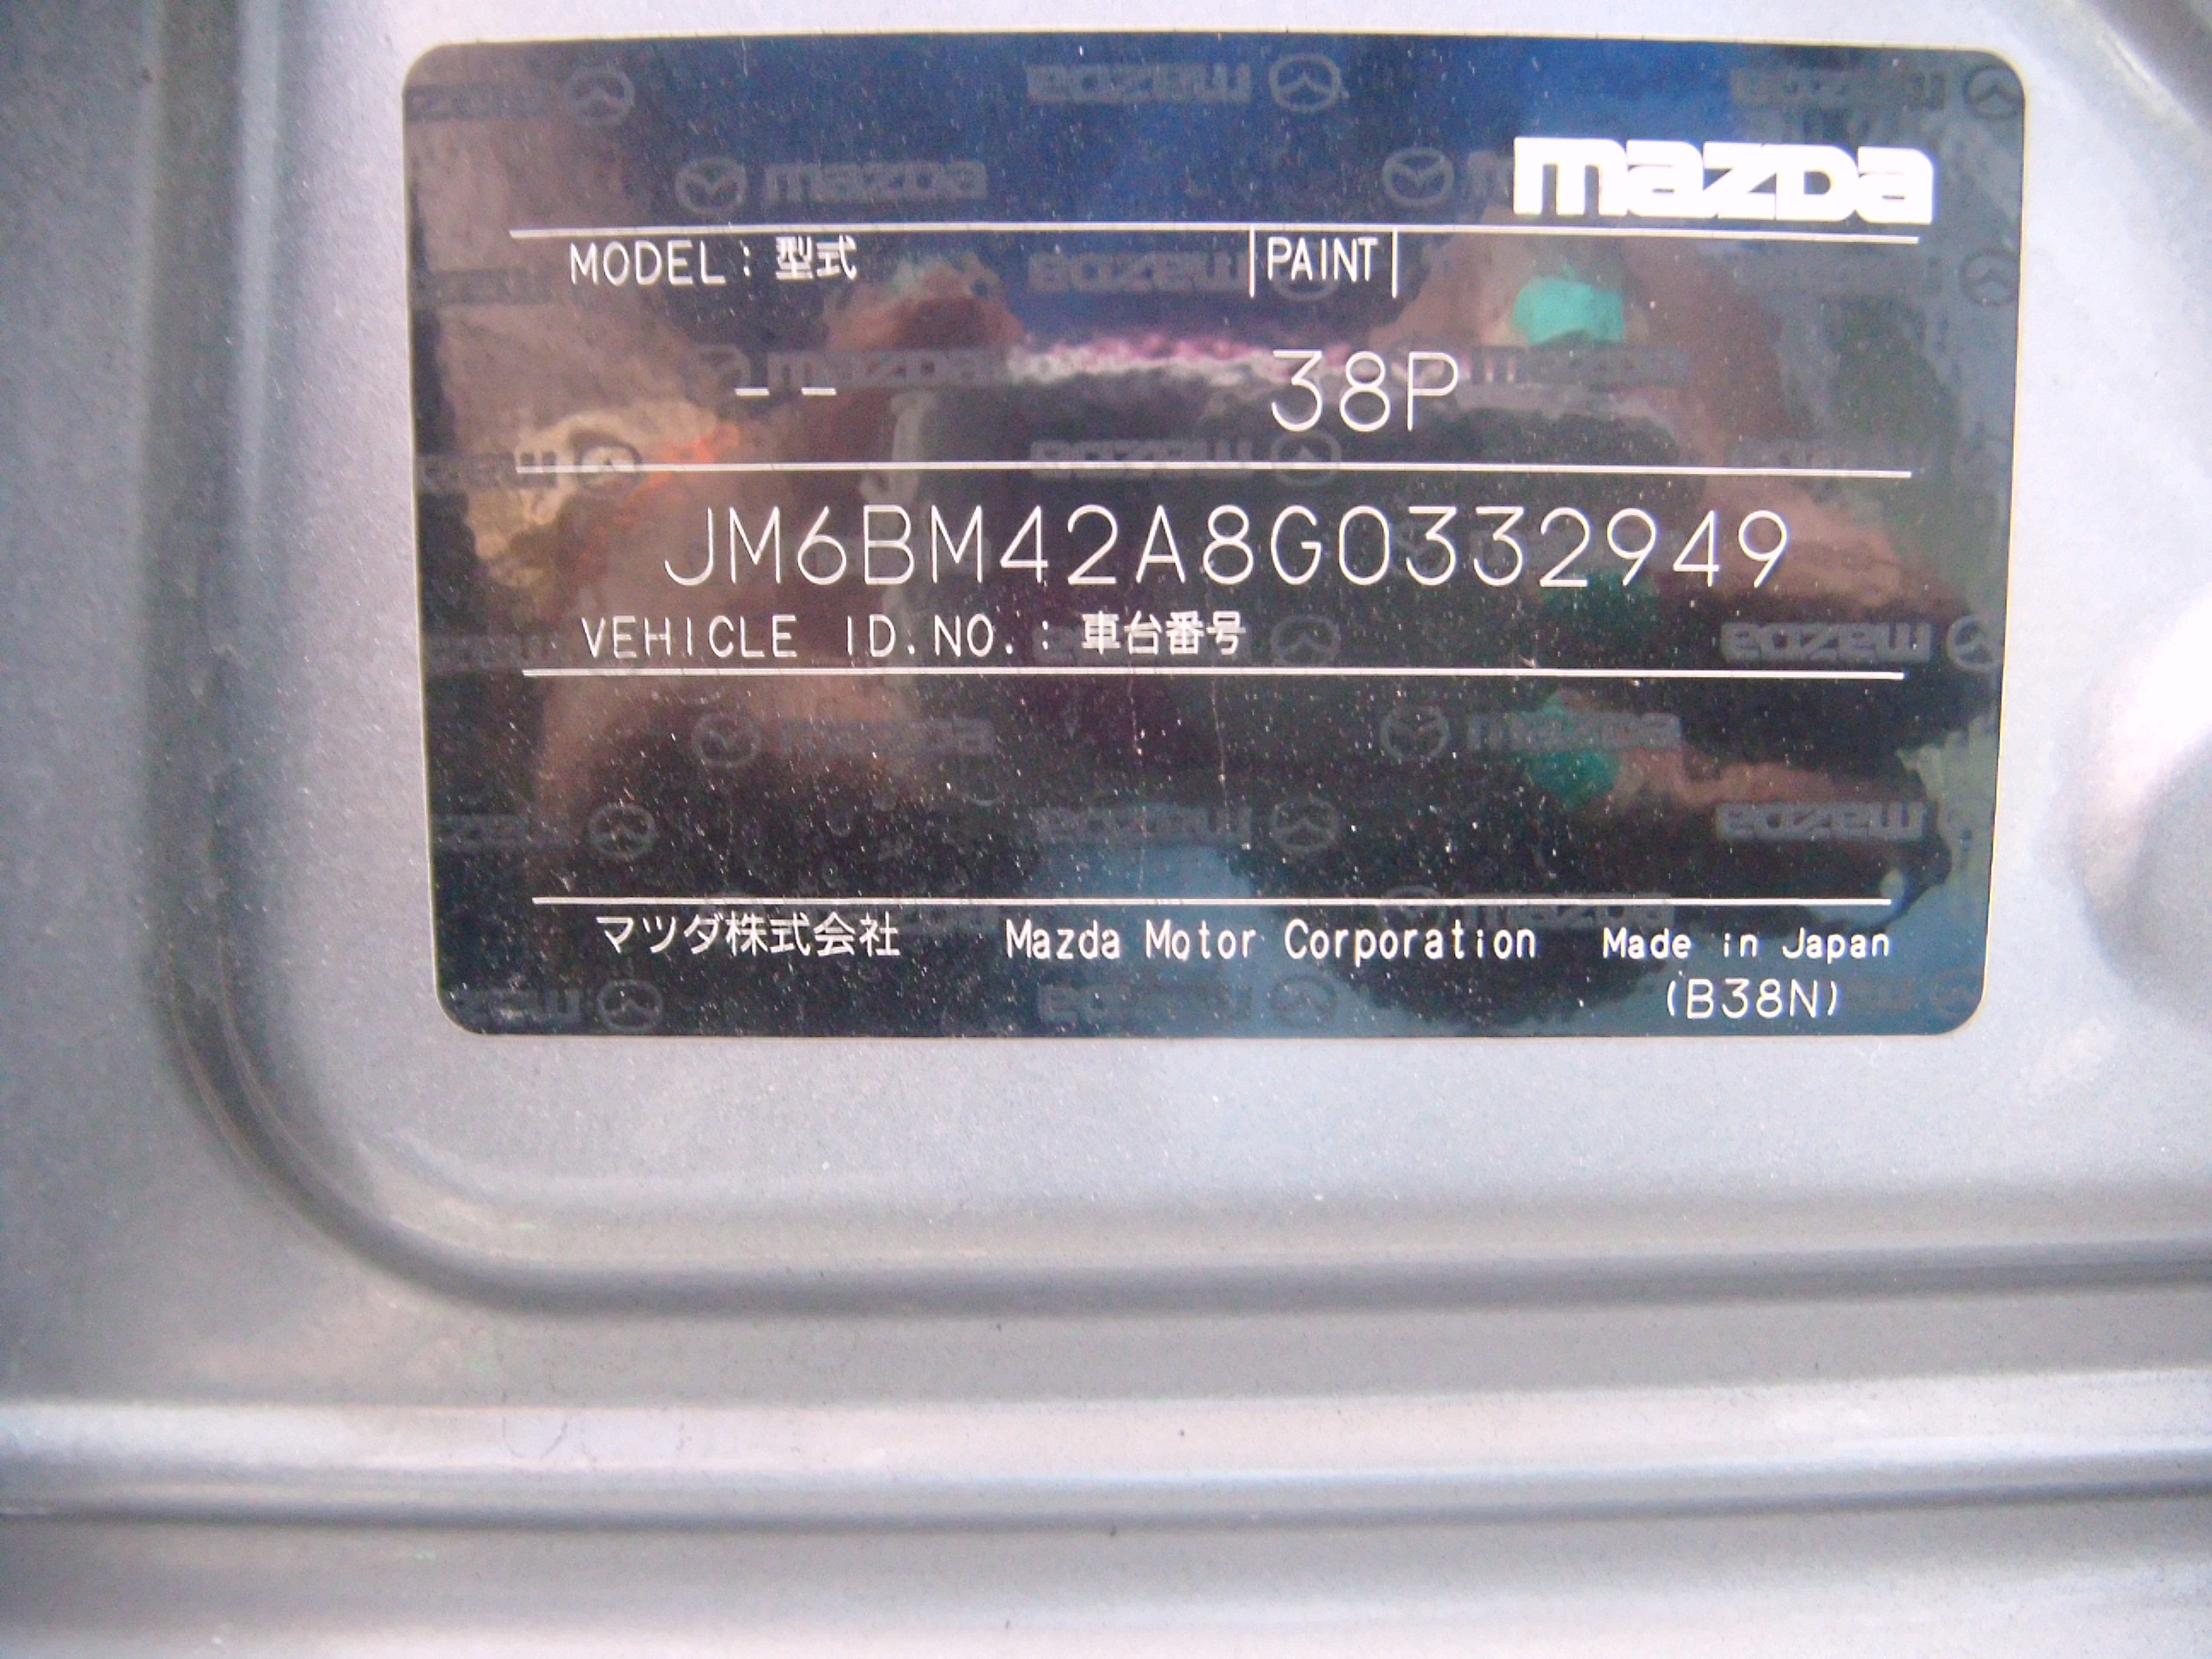 mazda
MODEL: 型式 PAINT
-- 38P
JM6BM42A8G0332949
VEHICLE ID.NO.: 車台番号
マツダ株式会社 Mazda Motor Corporation Made in Japan
(B38N)